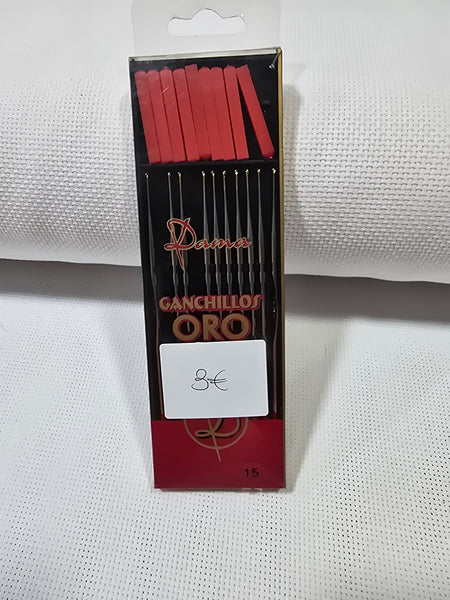 Dama
GANCHILLOS
ORO
3€
D
15